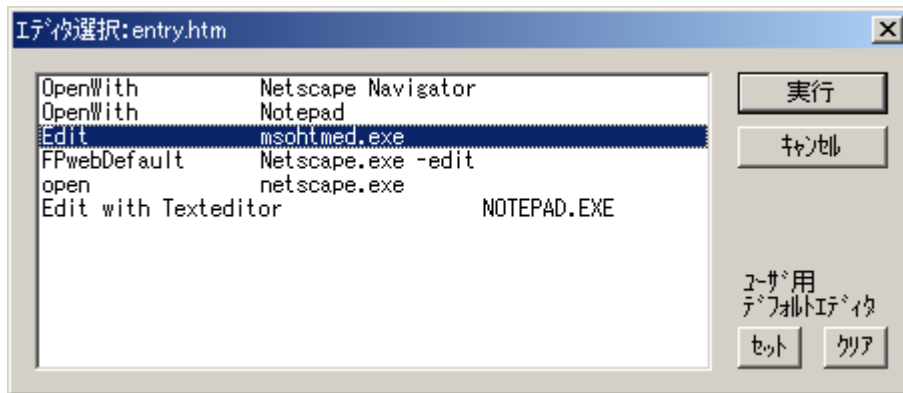 エディタ選択:entry.htm
OpenWith Netscape Navigator
OpenWith Notepad
Edit msohtmed.exe
FPwebDefault Netscape.exe -edit
open netscape.exe
Edit with Texteditor NOTEPAD.EXE
実行
キャンセル
ユーザ用
デフォルトエディタ
セット クリア